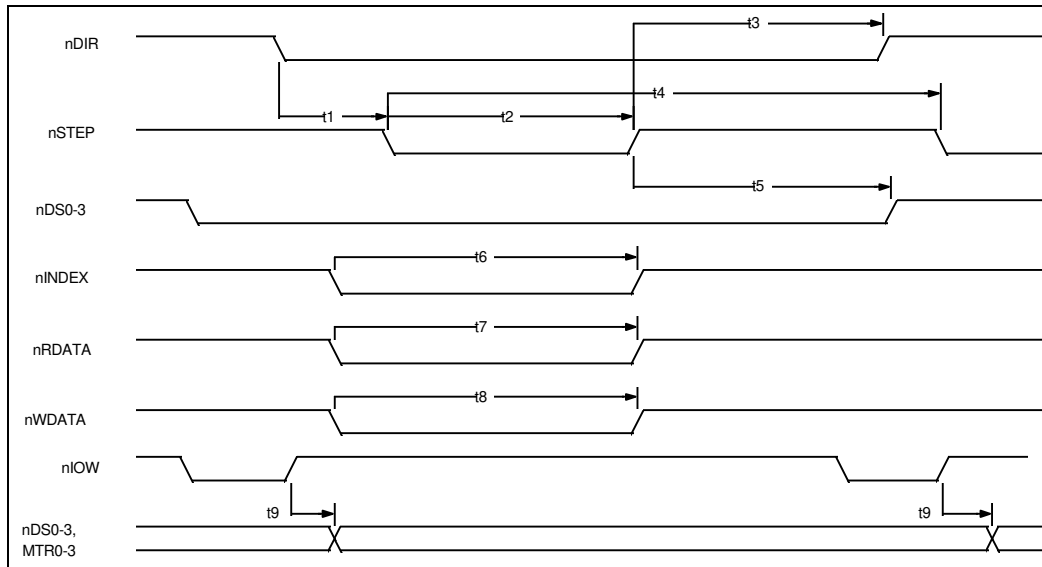 t3
nDIR
t4
t1
t2
nSTEP
t5
nDS0-3
t6
nINDEX
t7
nRDATA
t8
nWDATA
nIOW
t9
t9
nDS0-3,
MTR0-3